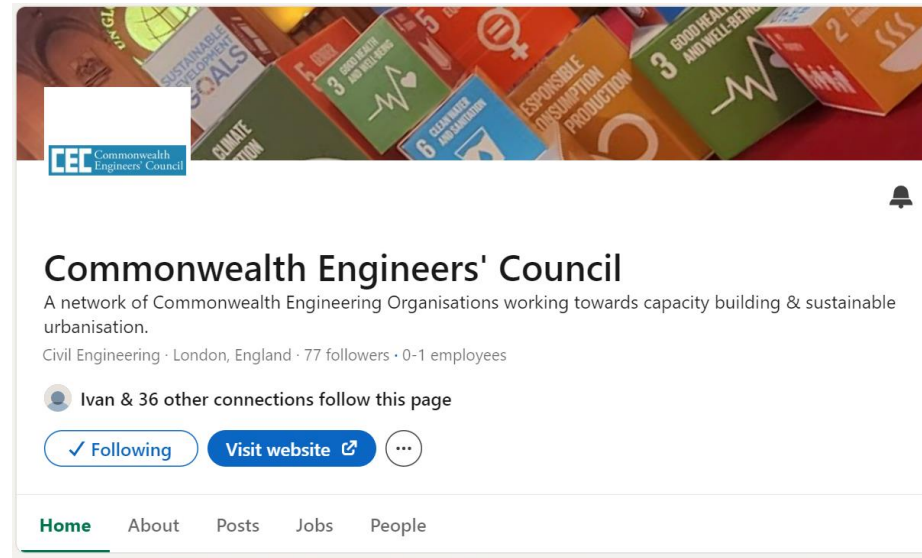 SUSTAINABLE
DEVELOPMENT
GOALS
CLIMATE
5
3 GOOD HEALTH
AND WELL-BEING
6 CLEAN WATER
AND SANITATION
5
RESPONSIBLE
CONSUMPTION
PRODUCTION
3 GOOD HEALTH
AND WELL-BEING
2
CEC Commonwealth
Engineers' Council
Commonwealth Engineers' Council
A network of Commonwealth Engineering Organisations working towards capacity building & sustainable
urbanisation.
Civil Engineering · London, England · 77 followers · 0-1 employees
Ivan & 36 other connections follow this page
✓ Following
Visit website
Home About Posts Jobs People